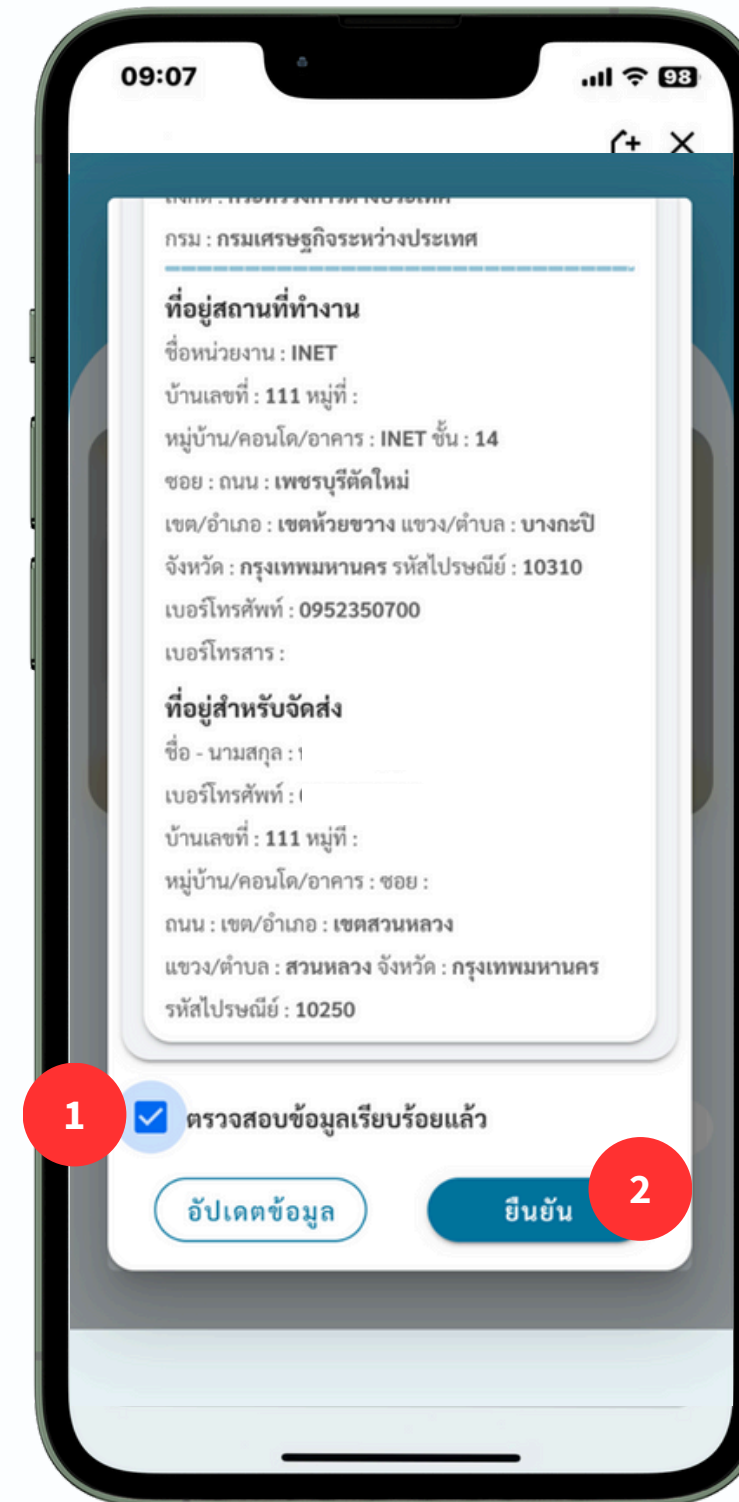 09:07
98
กรม : กรมเศรษฐกิจระหว่างประเทศ
ที่อยู่สถานที่ทำงาน
ชื่อหน่วยงาน : INET
บ้านเลขที่ : 111 หมู่ที่ :
หมู่บ้าน/คอนโด/อาคาร : INET ชั้น : 14
ซอย : ถนน : เพชรบุรีตัดใหม่
เขต/อำเภอ : เขตห้วยขวาง แขวง/ตำบล : บางกะปิ
จังหวัด : กรุงเทพมหานคร รหัสไปรษณีย์ : 10310
เบอร์โทรศัพท์ : 0952350700
เบอร์โทรสาร :
ที่อยู่สำหรับจัดส่ง
ชื่อ - นามสกุล :
เบอร์โทรศัพท์ :
บ้านเลขที่ : 111 หมู่ที่ :
หมู่บ้าน/คอนโด/อาคาร : ซอย :
ถนน : เขต/อำเภอ : เขตสวนหลวง
แขวง/ตำบล : สวนหลวง จังหวัด : กรุงเทพมหานคร
รหัสไปรษณีย์ : 10250
1 ตรวจสอบข้อมูลเรียบร้อยแล้ว
อัปเดตข้อมูล ยืนยัน 2